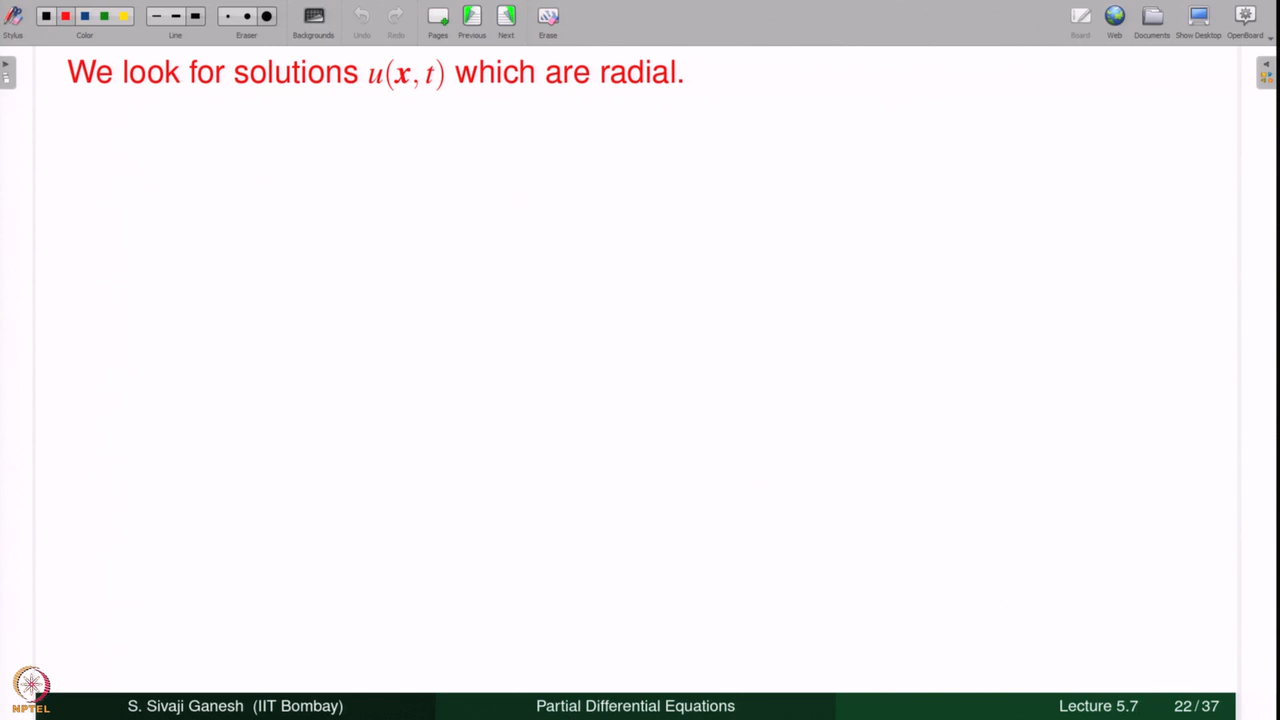 Stylus Color Line Eraser Backgrounds Undo Redo Pages Previous Next Erase Board Web Documents Show Desktop OpenBoard
We look for solutions u(x, t) which are radial.
NPTEL
S. Sivaji Ganesh (IIT Bombay) Partial Differential Equations Lecture 5.7 22/37